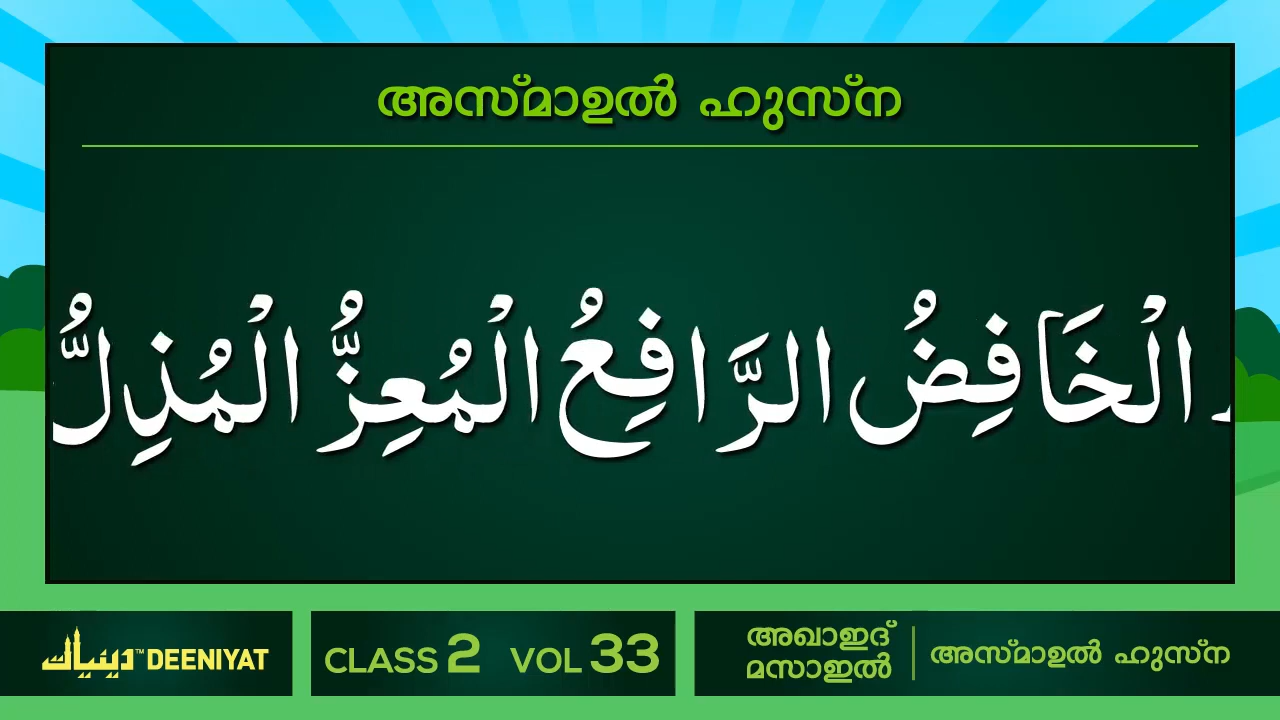 അസ്മാഉൽ ഹുസ്ന
الْخَافِضُ الرَّافِعُ الْمُعِزُّ الْمُذِلُّ
دينيات™ DEENIYAT
CLASS 2 VOL 33
അഖാഇദ്
മസാഇൽ
അസ്മാഉൽ ഹുസ്ന